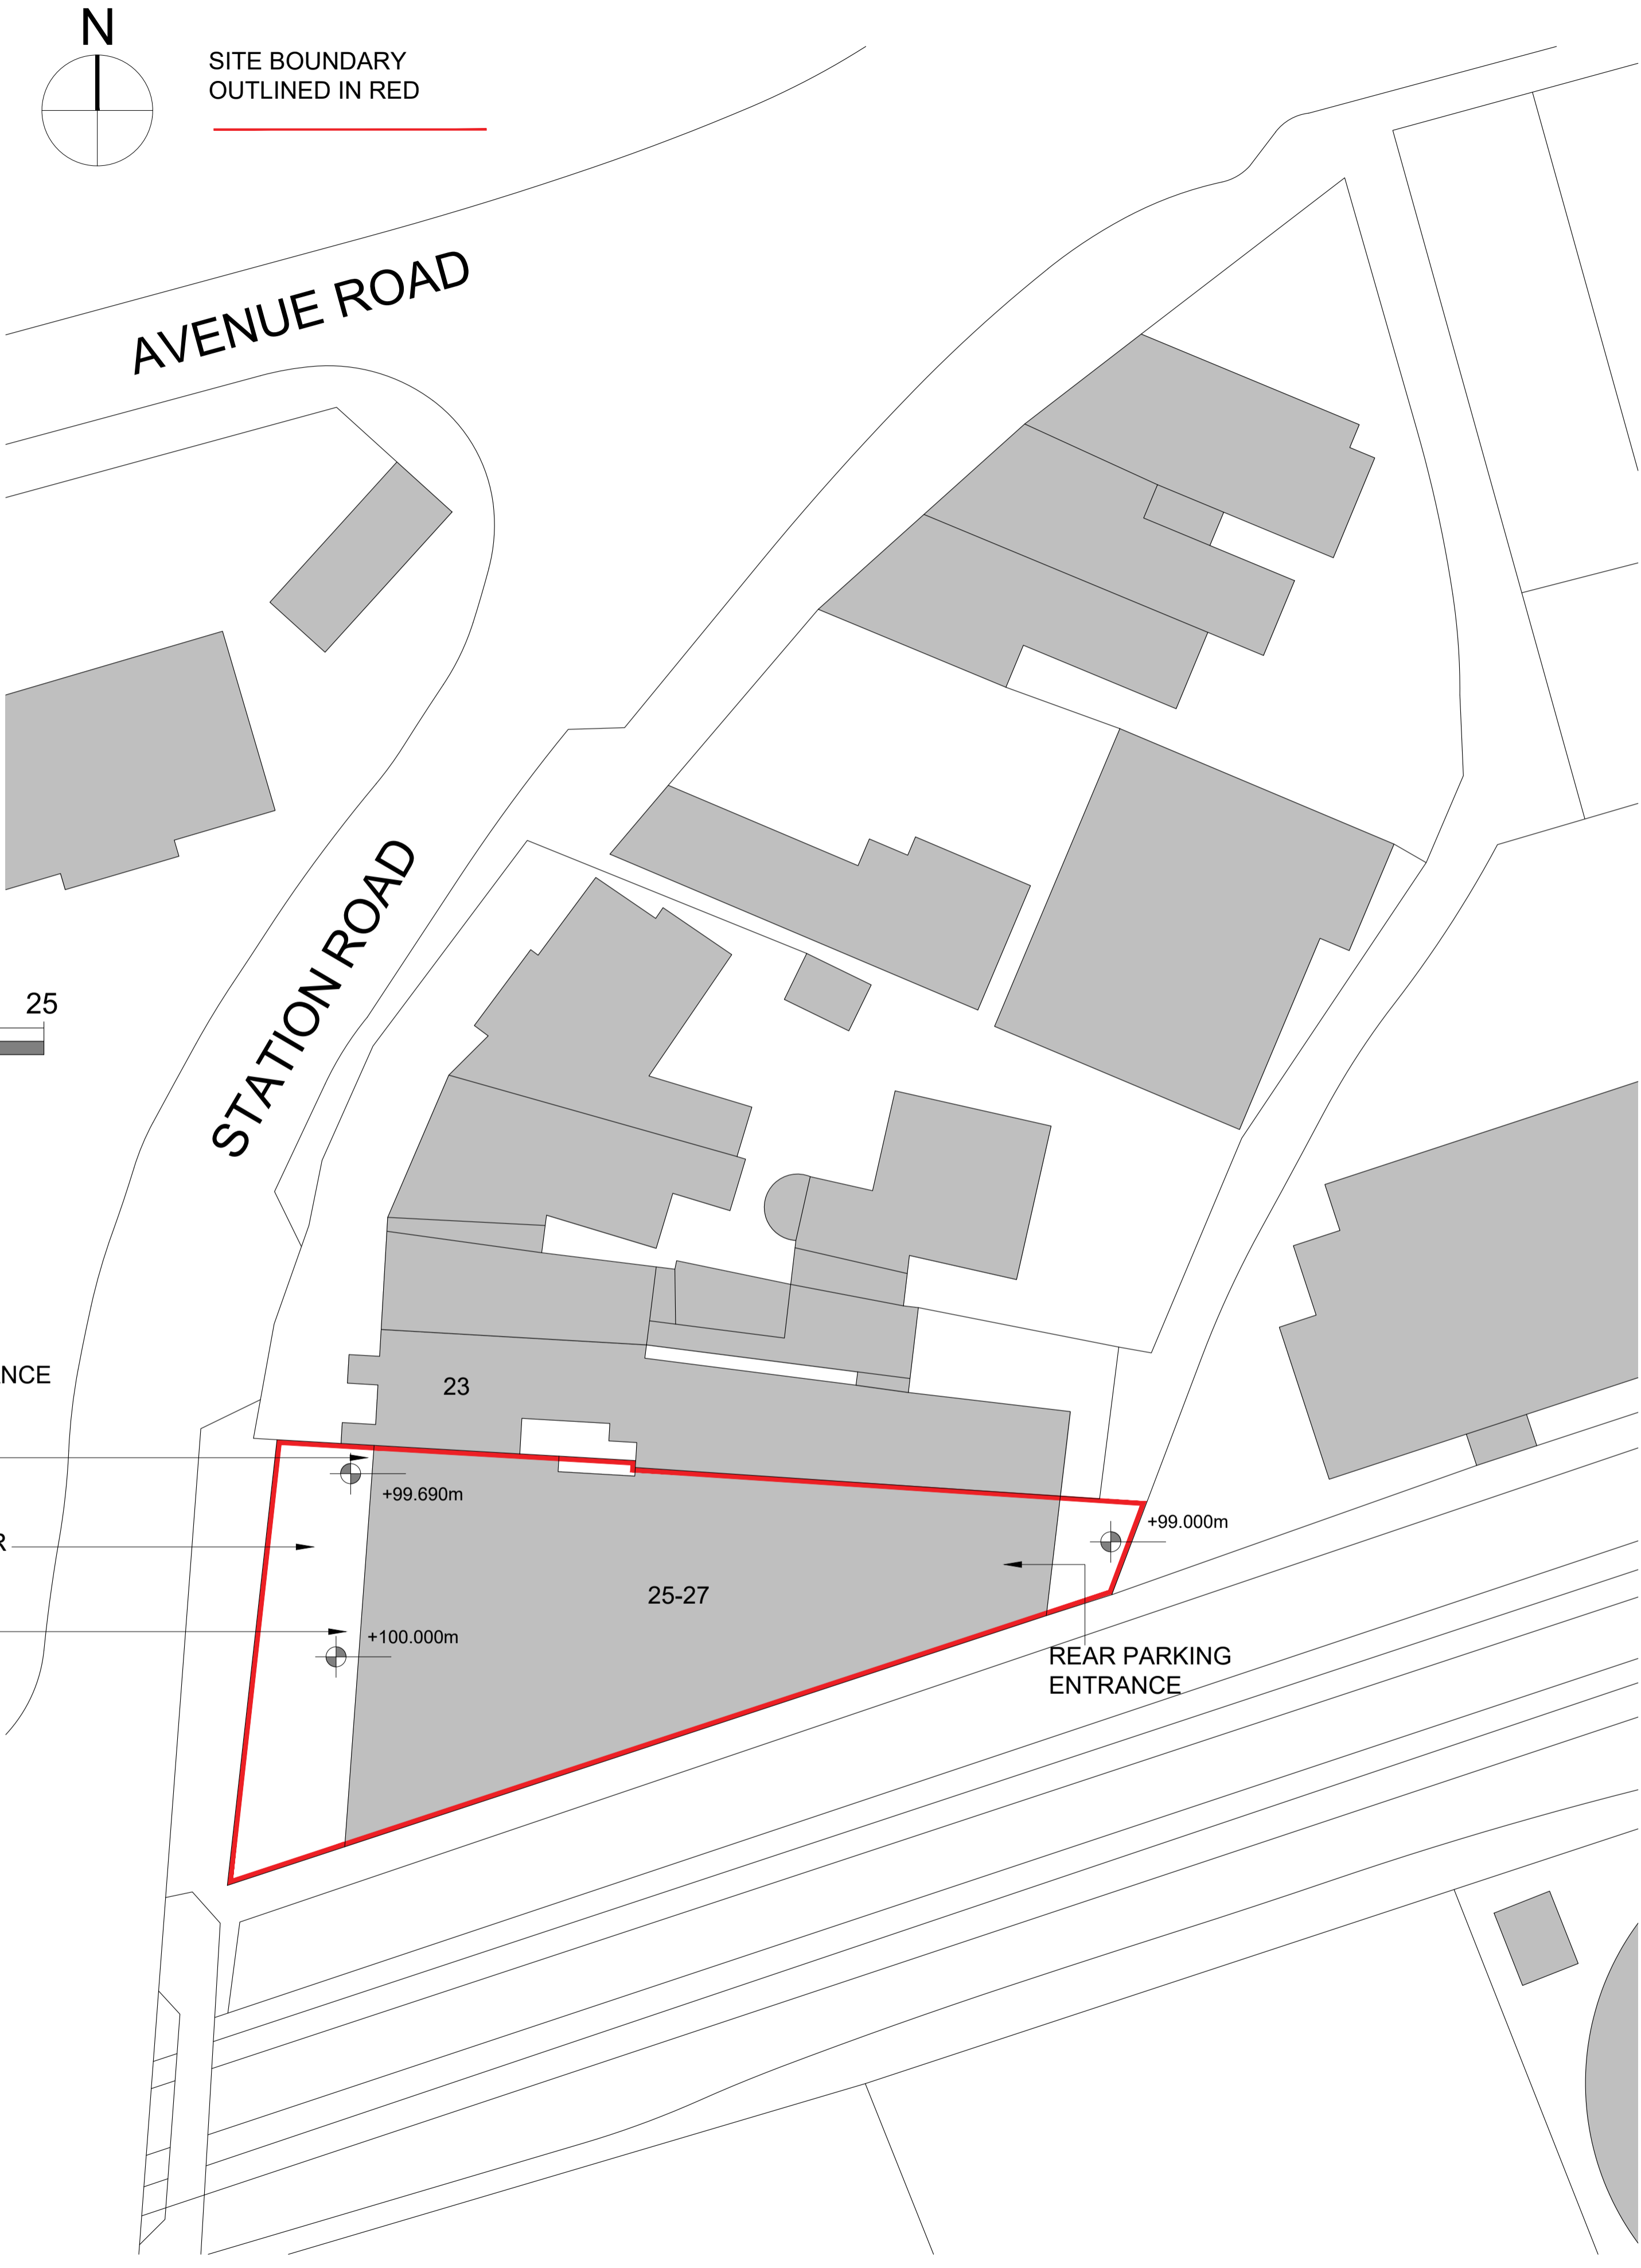 N
SITE BOUNDARY
OUTLINED IN RED
AVENUE ROAD
STATION ROAD
25
23
+99.690m
+99.000m
25-27
+100.000m
REAR PARKING
ENTRANCE